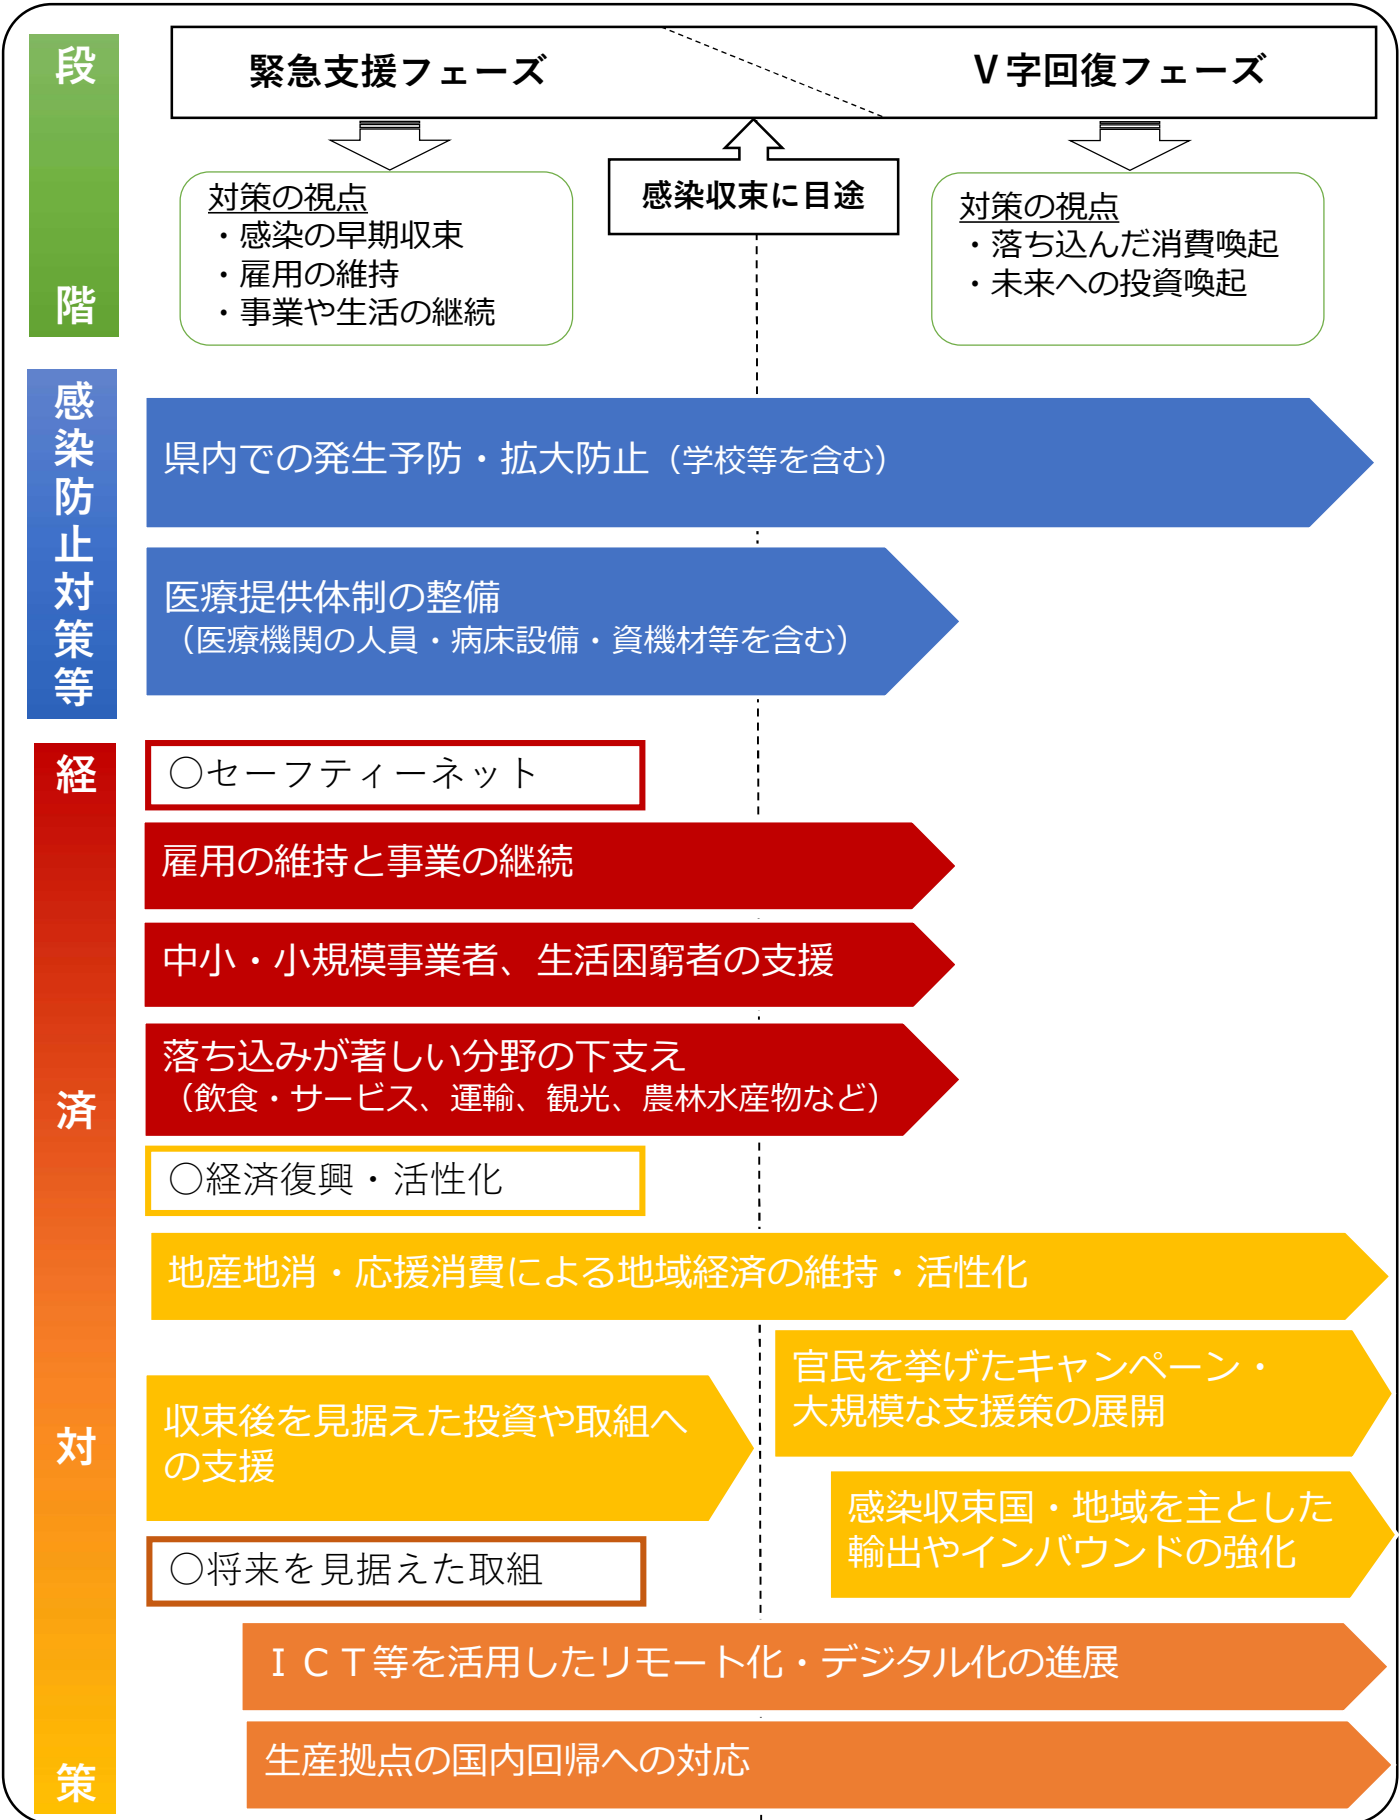 段階
緊急支援フェーズ
Ⅴ字回復フェーズ
対策の視点
・感染の早期収束
・雇用の維持
・事業や生活の継続
感染収束に目途
対策の視点
・落ち込んだ消費喚起
・未来への投資喚起
感染防止対策等
県内での発生予防・拡大防止（学校等を含む）
医療提供体制の整備
（医療機関の人員・病床設備・資機材等を含む）
経済対策
〇セーフティーネット
雇用の維持と事業の継続
中小・小規模事業者、生活困窮者の支援
落ち込みが著しい分野の下支え
（飲食・サービス、運輸、観光、農林水産物など）
〇経済復興・活性化
地産地消・応援消費による地域経済の維持・活性化
官民を挙げたキャンペーン・
大規模な支援策の展開
収束後を見据えた投資や取組へ
の支援
感染収束国・地域を主とした
輸出やインバウンドの強化
〇将来を見据えた取組
ＩＣＴ等を活用したリモート化・デジタル化の進展
生産拠点の国内回帰への対応